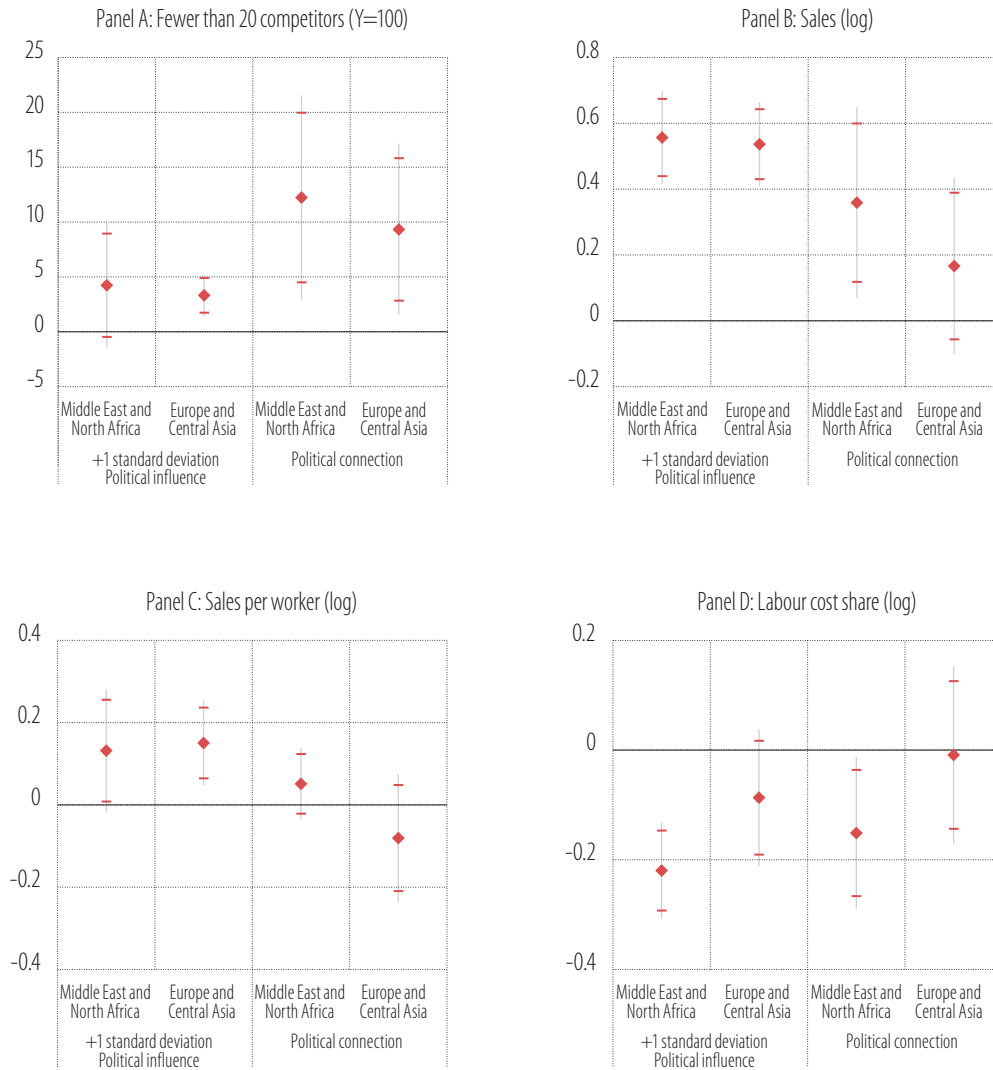 Panel A: Fewer than 20 competitors (Y=100)
25
20
15
10
5
0
-5
Middle East and
North Africa
Europe and
Central Asia
Middle East and
North Africa
Europe and
Central Asia
+1 standard deviation
Political influence
Political connection
Panel B: Sales (log)
0.8
0.6
0.4
0.2
0
-0.2
Middle East and
North Africa
Europe and
Central Asia
Middle East and
North Africa
Europe and
Central Asia
+1 standard deviation
Political influence
Political connection
Panel C: Sales per worker (log)
0.4
0.2
0
-0.2
-0.4
Middle East and
North Africa
Europe and
Central Asia
Middle East and
North Africa
Europe and
Central Asia
+1 standard deviation
Political influence
Political connection
Panel D: Labour cost share (log)
0.2
0
-0.2
-0.4
Middle East and
North Africa
Europe and
Central Asia
Middle East and
North Africa
Europe and
Central Asia
+1 standard deviation
Political influence
Political connection